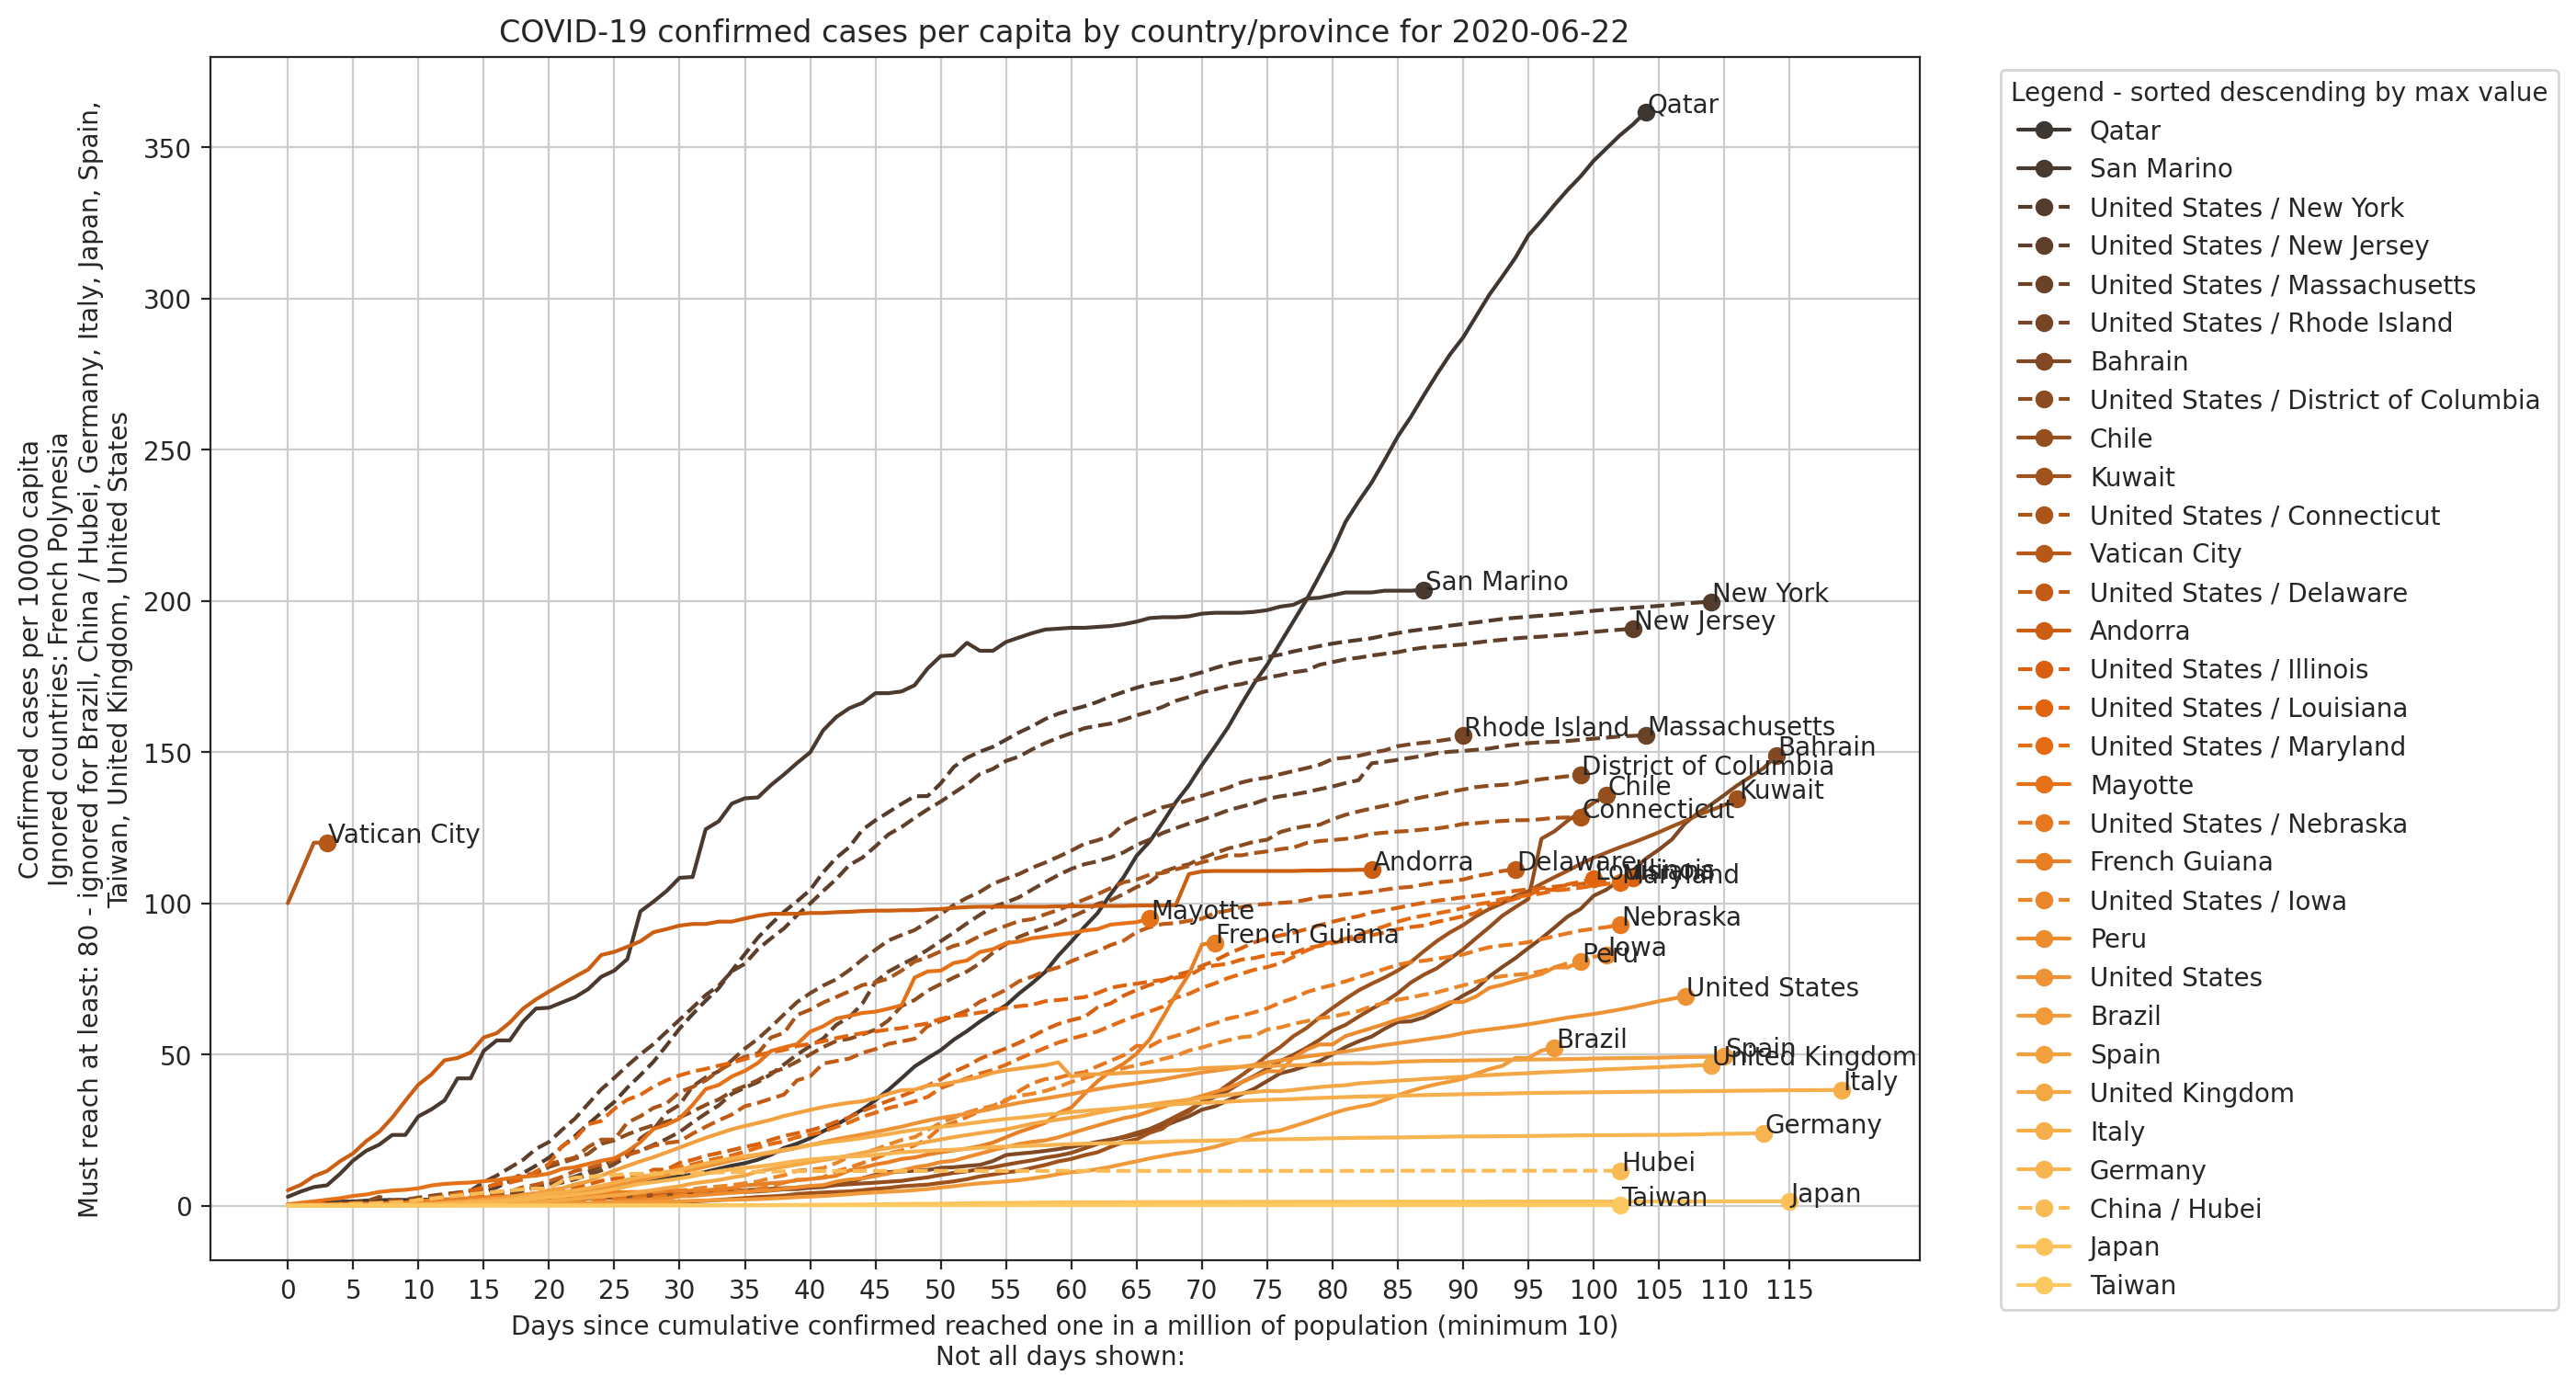 COVID-19 confirmed cases per capita by country/province for 2020-06-22
Confirmed cases per 10000 capita
Ignored countries: French Polynesia
Must reach at least: 80 - ignored for Brazil, China / Hubei, Germany, Italy, Japan, Spain,
Taiwan, United Kingdom, United States
350
300
250
200
150
100
50
0
Qatar
San Marino
New York
New Jersey
Rhode Island
Massachusetts
Bahrain
District of Columbia
Chile
Kuwait
Connecticut
Vatican City
Andorra
Delaware
Louisiana
Illinois
Maryland
Mayotte
Nebraska
French Guiana
Iowa
Peru
United States
Brazil
Spain
United Kingdom
Italy
Germany
Hubei
Japan
Taiwan
0 5 10 15 20 25 30 35 40 45 50 55 60 65 70 75 80 85 90 95 100 105 110 115
Days since cumulative confirmed reached one in a million of population (minimum 10)
Not all days shown:
Legend - sorted descending by max value
Qatar
San Marino
United States / New York
United States / New Jersey
United States / Massachusetts
United States / Rhode Island
Bahrain
United States / District of Columbia
Chile
Kuwait
United States / Connecticut
Vatican City
United States / Delaware
Andorra
United States / Illinois
United States / Louisiana
United States / Maryland
Mayotte
United States / Nebraska
French Guiana
United States / Iowa
Peru
United States
Brazil
Spain
United Kingdom
Italy
Germany
China / Hubei
Japan
Taiwan